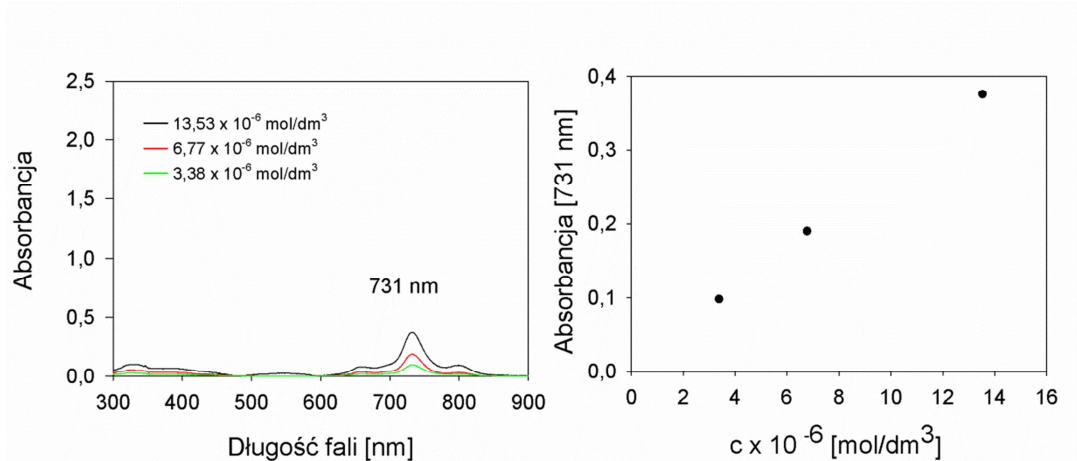 Absorbancja
2,5
2,0
1,5
1,0
0,5
0,0
13,53 x 10⁻⁶ mol/dm³
6,77 x 10⁻⁶ mol/dm³
3,38 x 10⁻⁶ mol/dm³
731 nm
300 400 500 600 700 800 900
Długość fali [nm]
Absorbancja [731 nm]
0,4
0,3
0,2
0,1
0,0
0 2 4 6 8 10 12 14 16
c x 10 ⁻⁶ [mol/dm³]